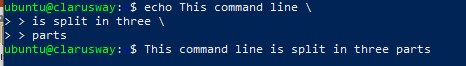 ubuntu@clarusway: $ echo This command line \
> > is split in three \
> > parts
ubuntu@clarusway: $ This command line is split in three parts